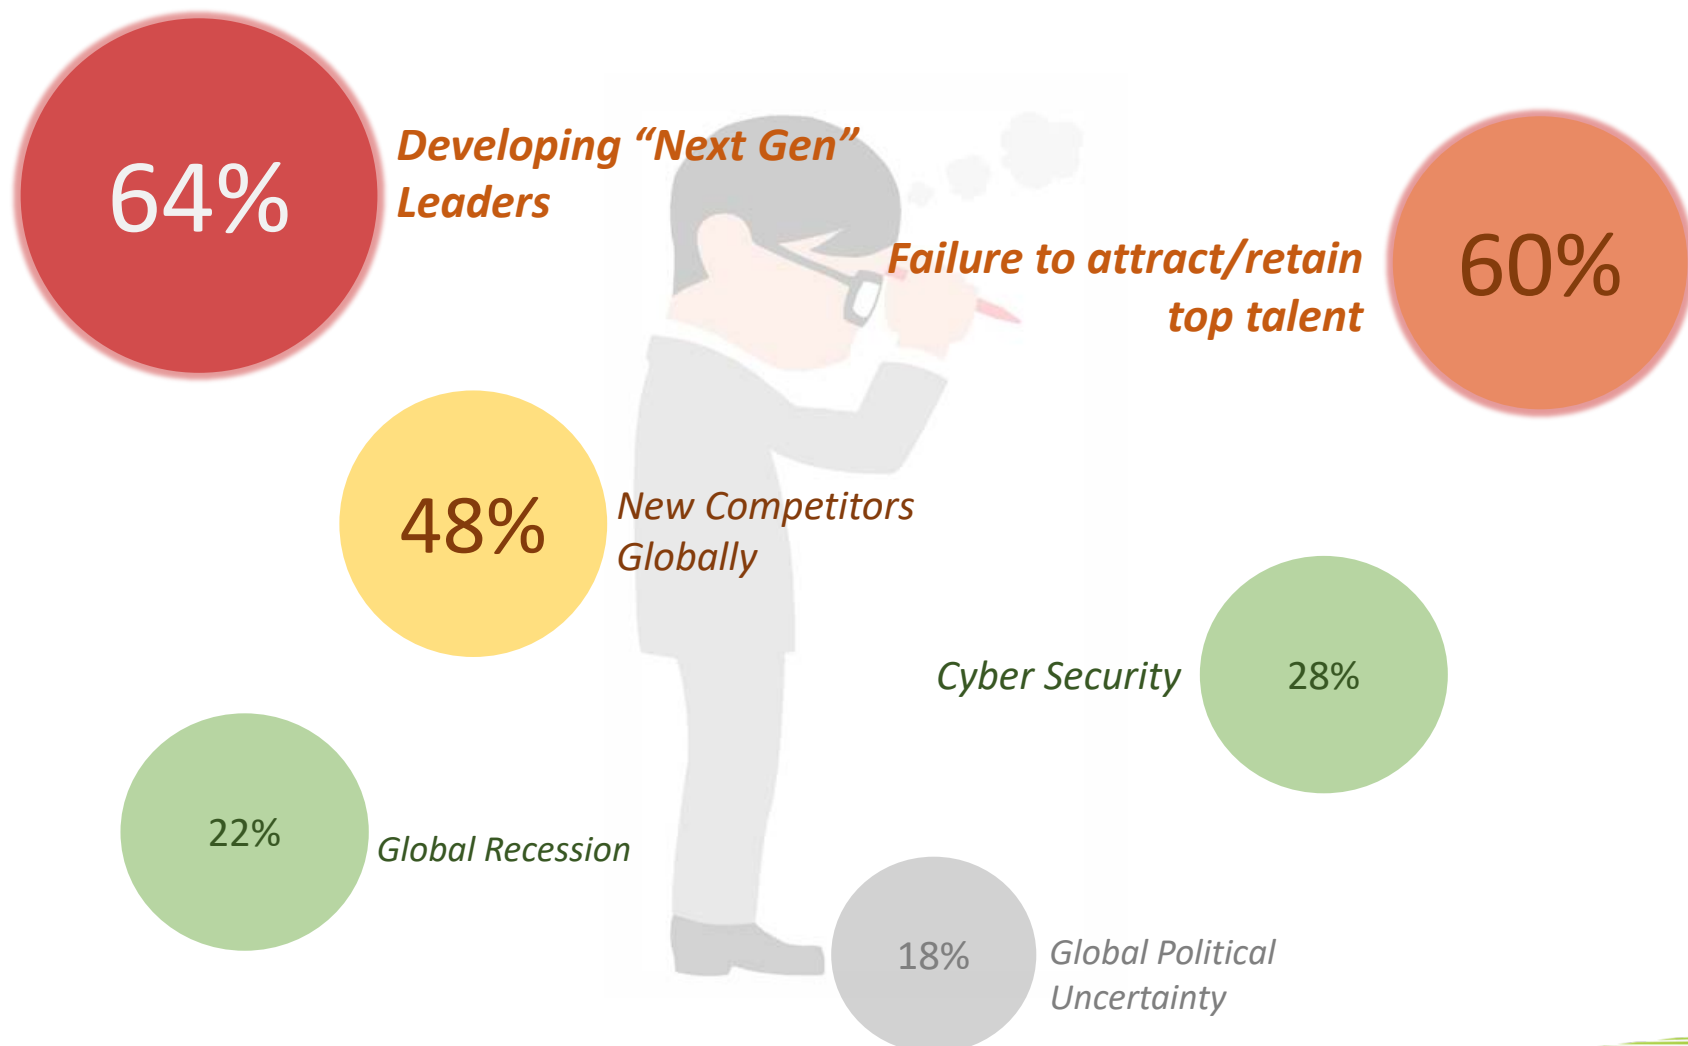 64%
Developing “Next Gen”
Leaders
Failure to attract/retain
top talent
60%
48%
New Competitors
Globally
Cyber Security
28%
22%
Global Recession
18%
Global Political
Uncertainty